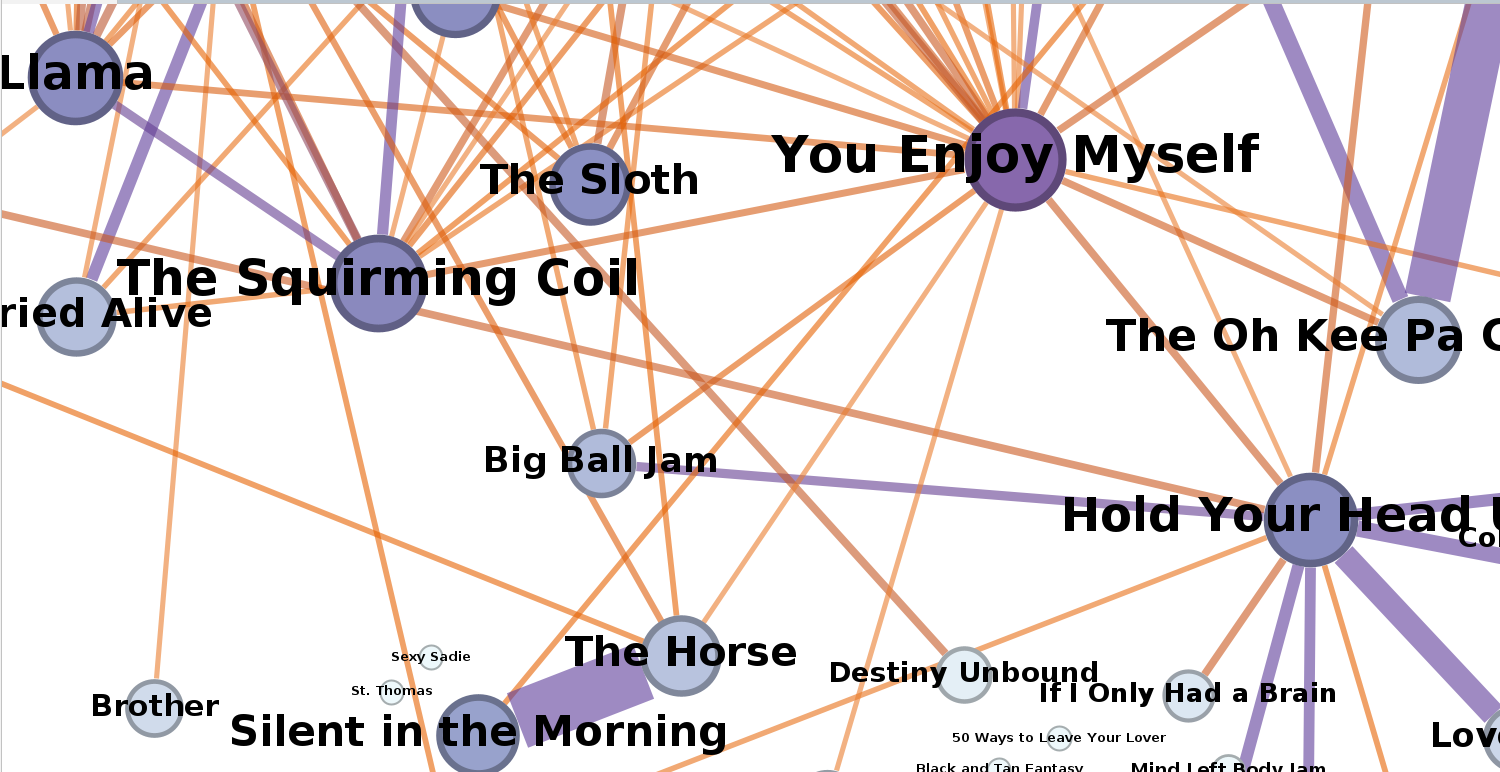 Llama
You Enjoy Myself
The Sloth
The Squirming Coil
ried Alive
The Oh Kee Pa C
Big Ball Jam
Hold Your Head U
Col
The Horse
Sexy Sadie
Destiny Unbound
St. Thomas
If I Only Had a Brain
Brother
Silent in the Morning
50 Ways to Leave Your Lover
Love
Black and Tan Fantasy
Mind Left Body Jam